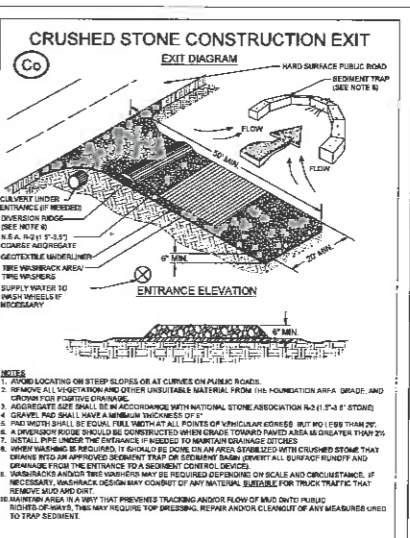 CRUSHED STONE CONSTRUCTION EXIT
Co
EXIT DIAGRAM
HARD SURFACE PUBLIC ROAD
SEDIMENT TRAP
(SEE NOTE 8)
FLOW
FLOW
50' MIN.
20' MIN.
CULVERT UNDER
ENTRANCE (IF NEEDED)
DIVERSION RIDGE
(SEE NOTE 6)
N.S.A. R-2 (1.5"-3.5")
COARSE AGGREGATE
GEOTEXTILE UNDERLINER
TIRE WASHRACK AREA/
TIRE WASHERS
SUPPLY WATER TO
WASH WHEELS IF
NECESSARY
6" MIN.
ENTRANCE ELEVATION
6" MIN.
NOTES
1. AVOID LOCATING ON STEEP SLOPES OR AT CURVES ON PUBLIC ROADS.
2. REMOVE ALL VEGETATION AND OTHER UNSUITABLE MATERIAL FROM THE FOUNDATION AREA, GRADE, AND
CROWN FOR POSITIVE DRAINAGE.
3. AGGREGATE SIZE SHALL BE IN ACCORDANCE WITH NATIONAL STONE ASSOCIATION R-2 (1.5"-3.5" STONE)
4. GRAVEL PAD SHALL HAVE A MINIMUM THICKNESS OF 6"
5. PAD WIDTH SHALL BE EQUAL FULL WIDTH AT ALL POINTS OF VEHICULAR EGRESS, BUT NO LESS THAN 20'.
6. A DIVERSION RIDGE SHOULD BE CONSTRUCTED WHEN GRADE TOWARD PAVED AREA IS GREATER THAN 2%
7. INSTALL PIPE UNDER THE ENTRANCE IF NEEDED TO MAINTAIN DRAINAGE DITCHES
8. WHEN WASHING IS REQUIRED, IT SHOULD BE DONE ON AN AREA STABILIZED WITH CRUSHED STONE THAT
DRAINS INTO AN APPROVED SEDIMENT TRAP OR SEDIMENT BASIN (DIVERT ALL SURFACE RUNOFF AND
DRAINAGE FROM THE ENTRANCE TO A SEDIMENT CONTROL DEVICE).
9. WASHRACKS AND/OR TIRE WASHERS MAY BE REQUIRED DEPENDING ON SCALE AND CIRCUMSTANCE. IF
NECESSARY, WASHRACK DESIGN MAY CONSIST OF ANY MATERIAL SUITABLE FOR TRUCK TRAFFIC THAT
REMOVE MUD AND DIRT.
10. MAINTAIN AREA IN A WAY THAT PREVENTS TRACKING AND/OR FLOW OF MUD ONTO PUBLIC
RIGHTS-OF-WAYS. THIS MAY REQUIRE TOP DRESSING, REPAIR AND/OR CLEANOUT OF ANY MEASURES USED
TO TRAP SEDIMENT.